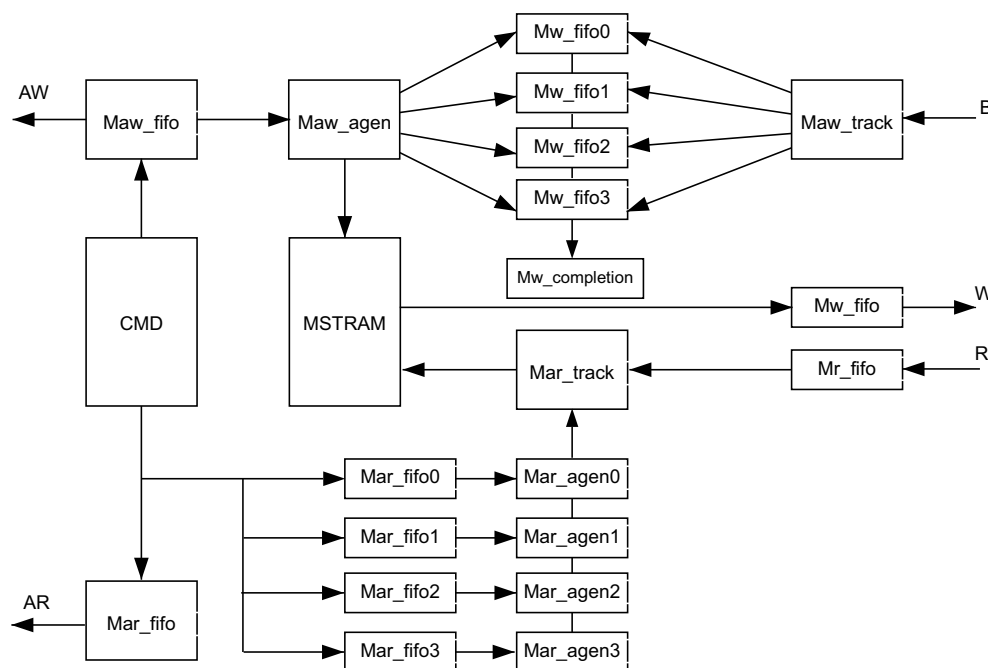 Mw_fifo0
AW
Maw_fifo
Maw_agen
Mw_fifo1
Maw_track
B
Mw_fifo2
Mw_fifo3
Mw_completion
CMD
MSTRAM
Mw_fifo
W
Mar_track
Mr_fifo
R
Mar_fifo0
Mar_agen0
Mar_fifo1
Mar_agen1
Mar_fifo2
Mar_agen2
AR
Mar_fifo
Mar_fifo3
Mar_agen3